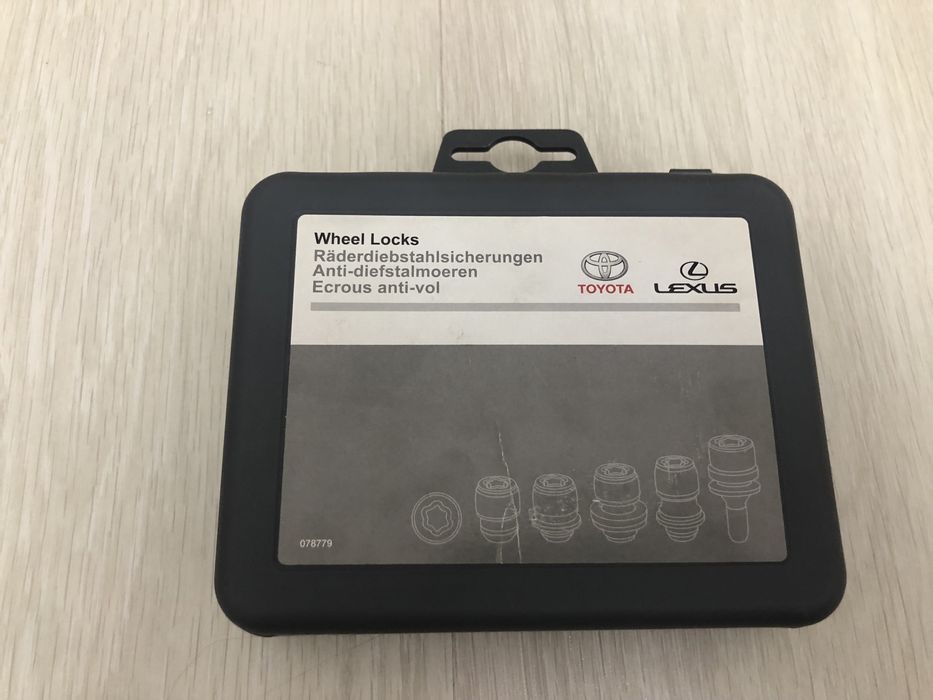 Wheel Locks
Räderdiebstahlsicherungen
Anti-diefstalmoeren
Ecrous anti-vol
TOYOTA
LEXUS
078779